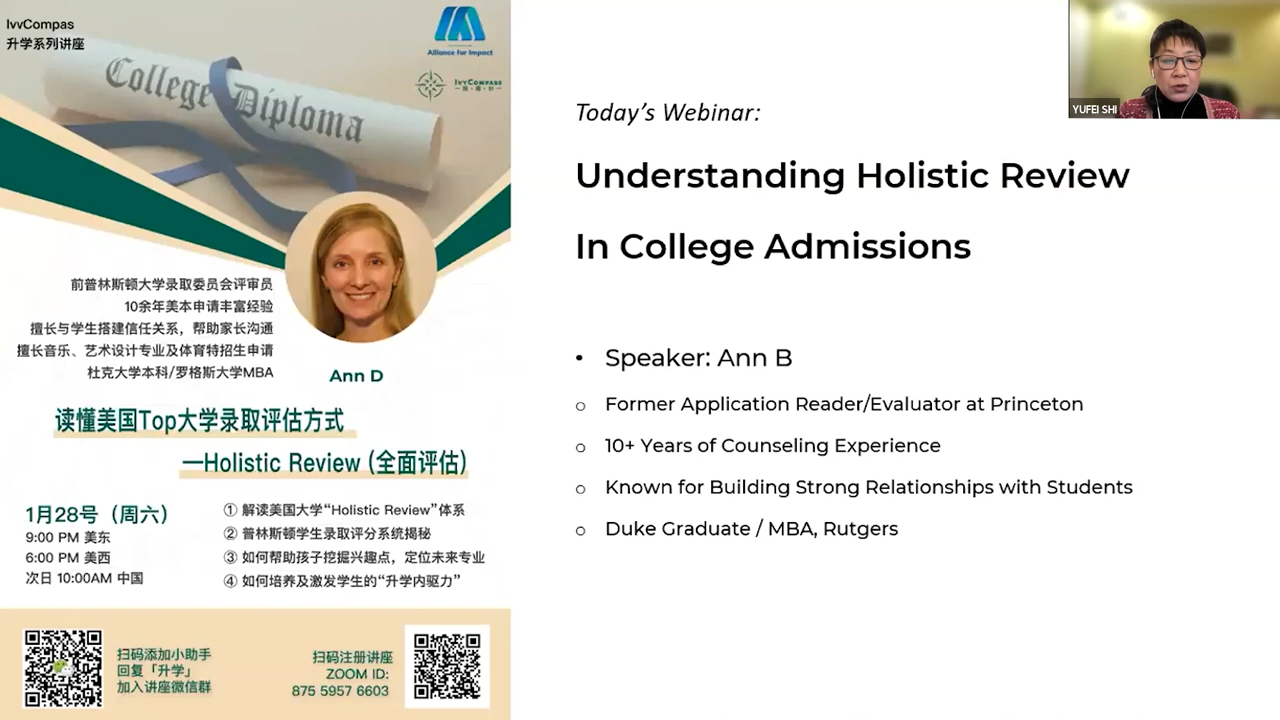 IvvCompas
升学系列讲座
Alliance for Impact
IVYCOMPASS
College Diploma
前普林斯顿大学录取委员会评审员
10余年美本申请丰富经验
擅长与学生搭建信任关系，帮助家长沟通
擅长音乐、艺术设计专业及体育特招生申请
杜克大学本科/罗格斯大学MBA
Ann D
读懂美国Top大学录取评估方式
—Holistic Review (全面评估)
1月28号（周六）
9:00 PM 美东
6:00 PM 美西
次日 10:00AM 中国
① 解读美国大学“Holistic Review”体系
② 普林斯顿学生录取评分系统揭秘
③ 如何帮助孩子挖掘兴趣点，定位未来专业
④ 如何培养及激发学生的“升学内驱力”
扫码添加小助手
回复「升学」
加入讲座微信群
扫码注册讲座
ZOOM ID:
875 5957 6603
Today’s Webinar:
Understanding Holistic Review
In College Admissions
• Speaker: Ann B
o Former Application Reader/Evaluator at Princeton
o 10+ Years of Counseling Experience
o Known for Building Strong Relationships with Students
o Duke Graduate / MBA, Rutgers
YUFEI SHI